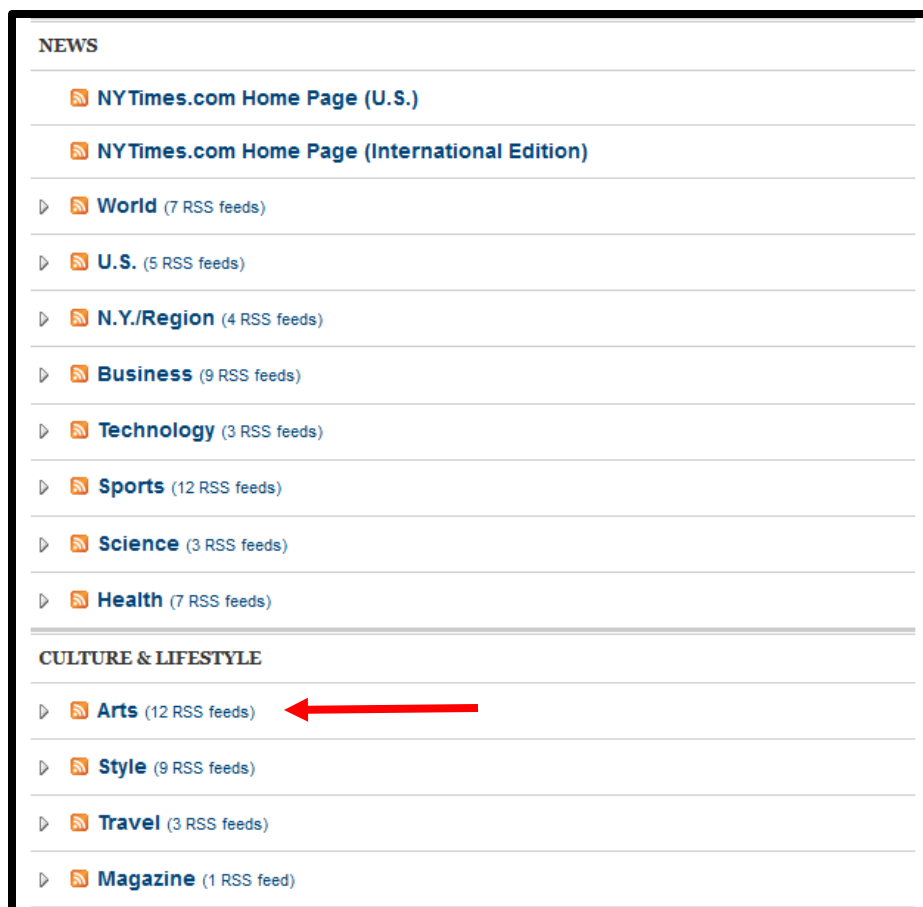 NEWS
NYTimes.com Home Page (U.S.)
NYTimes.com Home Page (International Edition)
World (7 RSS feeds)
U.S. (5 RSS feeds)
N.Y./Region (4 RSS feeds)
Business (9 RSS feeds)
Technology (3 RSS feeds)
Sports (12 RSS feeds)
Science (3 RSS feeds)
Health (7 RSS feeds)
CULTURE & LIFESTYLE
Arts (12 RSS feeds)
Style (9 RSS feeds)
Travel (3 RSS feeds)
Magazine (1 RSS feed)